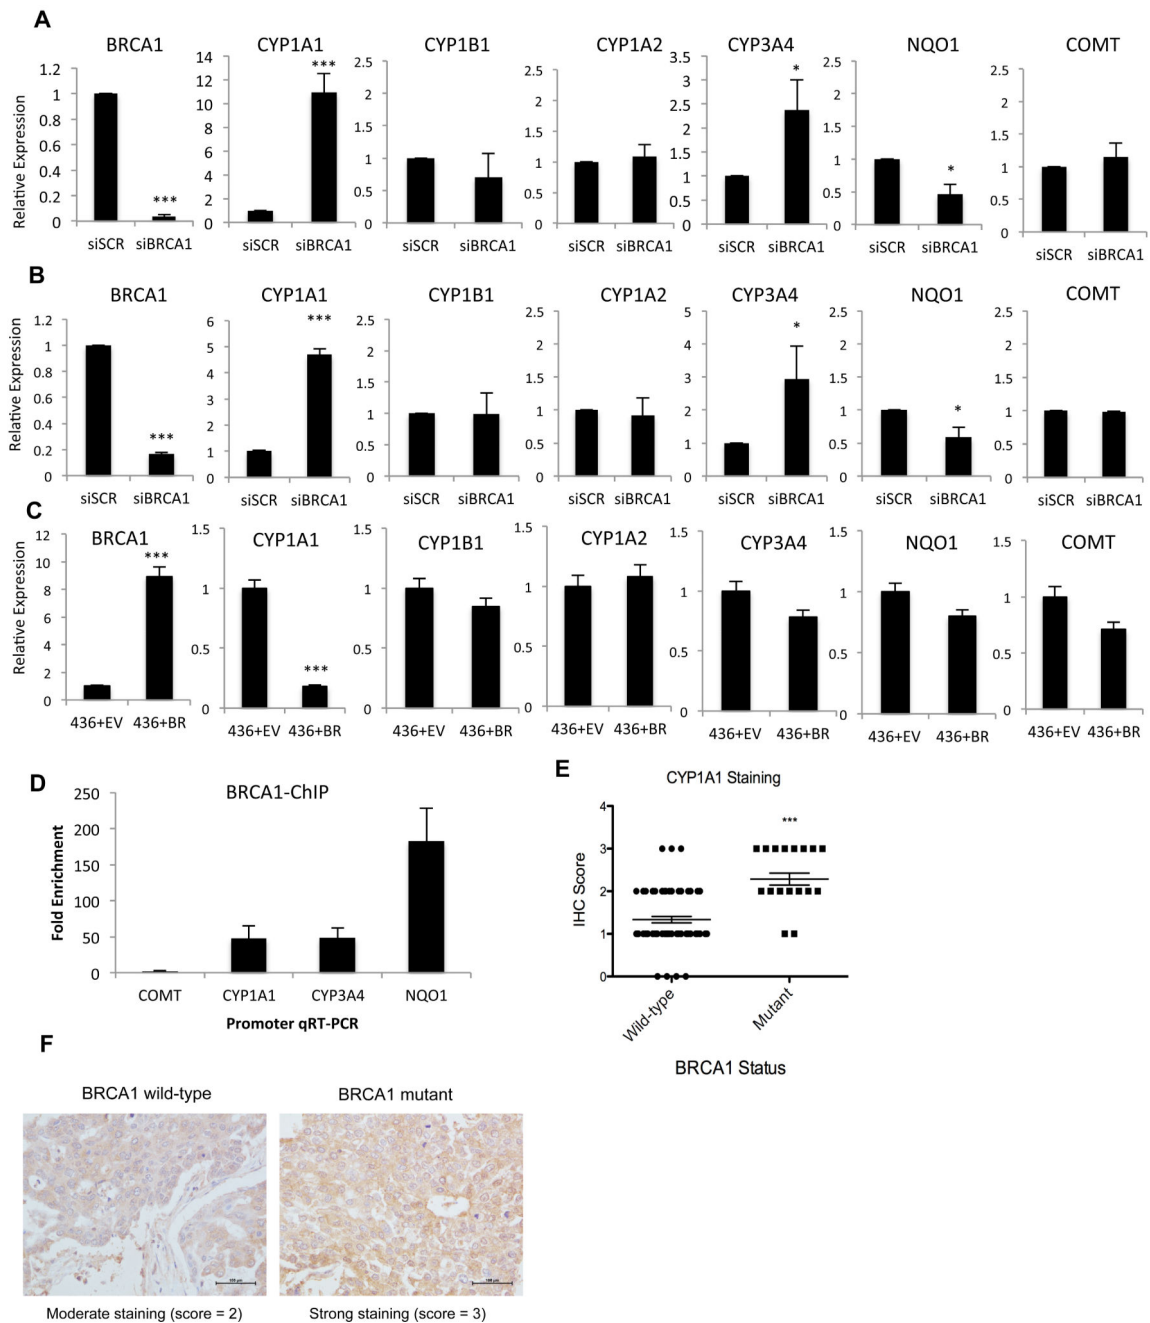 A
BRCA1 CYP1A1 CYP1B1 CYP1A2 CYP3A4 NQO1 COMT
Relative Expression
1.2 1 0.8 0.6 0.4 0.2 0
14 12 10 8 6 4 2 0
2.5 2 1.5 1 0.5 0
2.5 2 1.5 1 0.5 0
3.5 3 2.5 2 1.5 1 0.5 0
2.5 2 1.5 1 0.5 0
2.5 2 1.5 1 0.5 0
*** *** * *
siSCR siBRCA1 siSCR siBRCA1 siSCR siBRCA1 siSCR siBRCA1 siSCR siBRCA1 siSCR siBRCA1 siSCR siBRCA1
B
BRCA1 CYP1A1 CYP1B1 CYP1A2 CYP3A4 NQO1 COMT
Relative Expression
1.2 1 0.8 0.6 0.4 0.2 0
6 5 4 3 2 1 0
2.5 2 1.5 1 0.5 0
2.5 2 1.5 1 0.5 0
5 4 3 2 1 0
2.5 2 1.5 1 0.5 0
2.5 2 1.5 1 0.5 0
*** *** * *
siSCR siBRCA1 siSCR siBRCA1 siSCR siBRCA1 siSCR siBRCA1 siSCR siBRCA1 siSCR siBRCA1 siSCR siBRCA1
C
BRCA1 CYP1A1 CYP1B1 CYP1A2 CYP3A4 NQO1 COMT
Relative Expression
12 10 8 6 4 2 0
1.5 1 0.5 0
1.5 1 0.5 0
1.5 1 0.5 0
1.5 1 0.5 0
1.5 1 0.5 0
1.5 1 0.5 0
*** ***
436+EV 436+BR 436+EV 436+BR 436+EV 436+BR 436+EV 436+BR 436+EV 436+BR 436+EV 436+BR 436+EV 436+BR
D
BRCA1-ChIP
Fold Enrichment
250
200
150
100
50
0
COMT CYP1A1 CYP3A4 NQO1
Promoter qRT-PCR
E
CYP1A1 Staining
***
IHC Score
4
3
2
1
0
Wild-type Mutant
BRCA1 Status
F
BRCA1 wild-type BRCA1 mutant
100 μm 100 μm
Moderate staining (score = 2) Strong staining (score = 3)